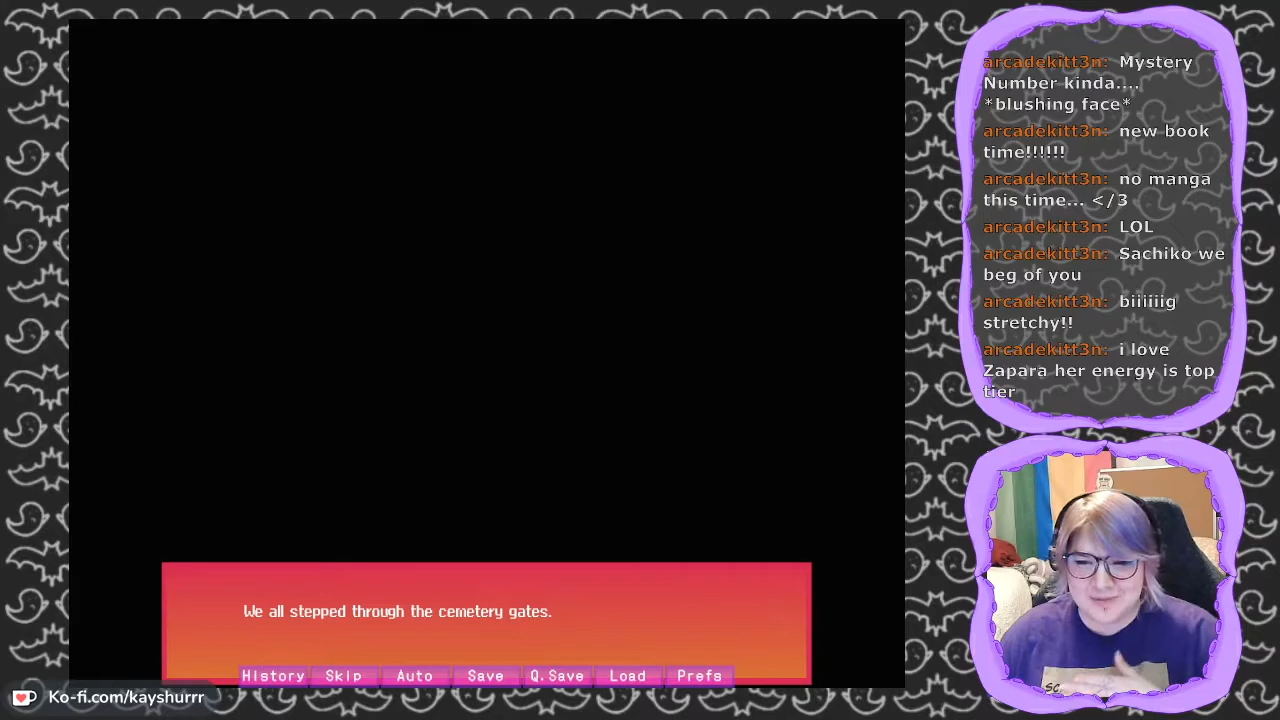 arcadekitt3n: Mystery
Number kinda....
*blushing face*
arcadekitt3n: new book
time!!!!!!
arcadekitt3n: no manga
this time... </3
arcadekitt3n: LOL
arcadekitt3n: Sachiko we
beg of you
arcadekitt3n: biiiiiig
stretchy!!
arcadekitt3n: i love
Zapara her energy is top
tier
We all stepped through the cemetery gates.
History Skip Auto Save Q.Save Load Prefs
Ko-fi.com/kayshurrr
SC